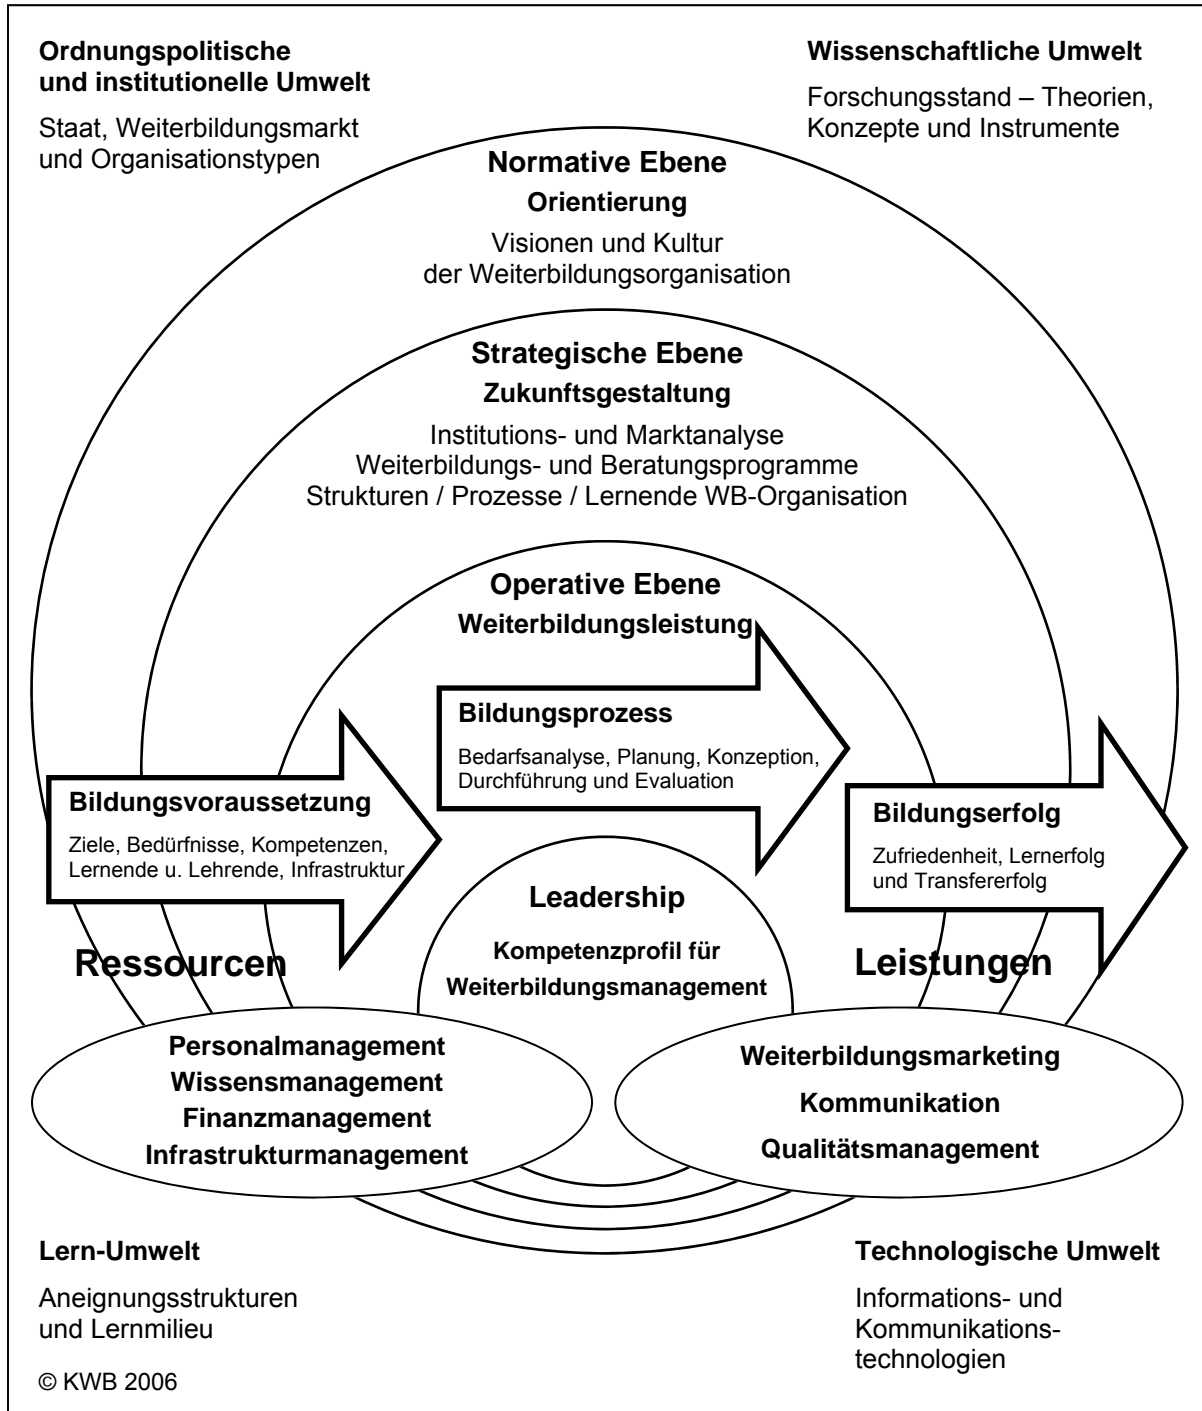 Ordnungspolitische
und institutionelle Umwelt
Staat, Weiterbildungsmarkt
und Organisationstypen
Wissenschaftliche Umwelt
Forschungsstand – Theorien,
Konzepte und Instrumente
Normative Ebene
Orientierung
Visionen und Kultur
der Weiterbildungsorganisation
Strategische Ebene
Zukunftsgestaltung
Institutions- und Marktanalyse
Weiterbildungs- und Beratungsprogramme
Strukturen / Prozesse / Lernende WB-Organisation
Operative Ebene
Weiterbildungsleistung
Bildungsvoraussetzung
Ziele, Bedürfnisse, Kompetenzen,
Lernende u. Lehrende, Infrastruktur
Bildungsprozess
Bedarfsanalyse, Planung, Konzeption,
Durchführung und Evaluation
Bildungserfolg
Zufriedenheit, Lernerfolg
und Transfererfolg
Leadership
Kompetenzprofil für
Weiterbildungsmanagement
Ressourcen
Leistungen
Personalmanagement
Wissensmanagement
Finanzmanagement
Infrastrukturmanagement
Weiterbildungsmarketing
Kommunikation
Qualitätsmanagement
Lern-Umwelt
Aneignungsstrukturen
und Lernmilieu
Technologische Umwelt
Informations- und
Kommunikations-
technologien
© KWB 2006